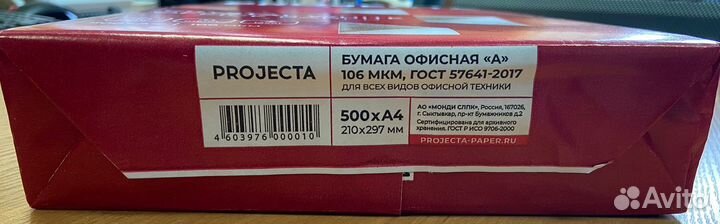 PROJECTA
БУМАГА ОФИСНАЯ «А»
106 МКМ, ГОСТ 57641-2017
ДЛЯ ВСЕХ ВИДОВ ОФИСНОЙ ТЕХНИКИ
4 603976 000010
500xА4
210x297 мм
АО «МОНДИ СЛПК», Россия, 167026,
г. Сыктывкар, пр-кт Бумажников д.2
Сертифицирована для архивного
хранения. ГОСТ Р ИСО 9706-2000
PROJECTA-PAPER.RU
Avito